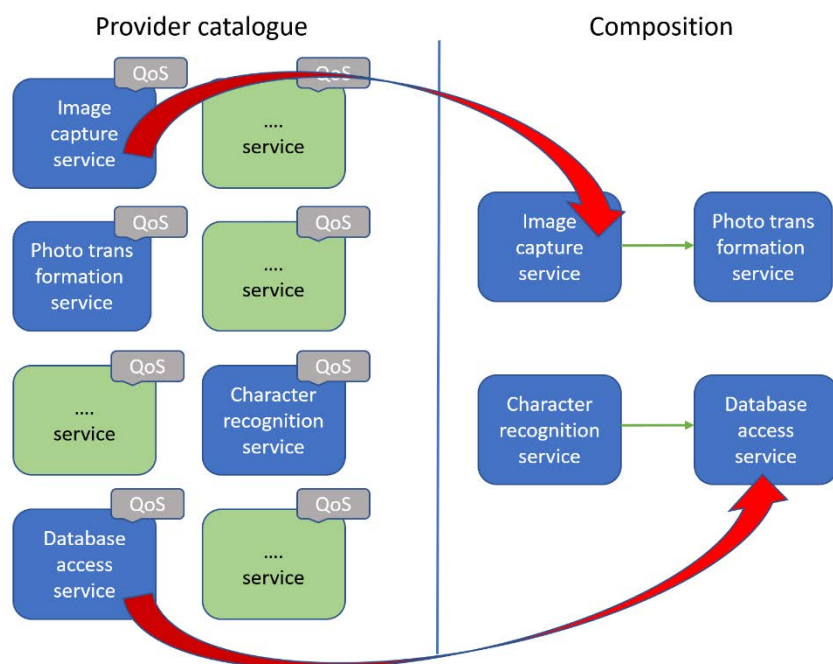 Provider catalogue
Composition
QoS
Image
capture
service
QoS
....
service
QoS
Photo trans
formation
service
QoS
....
service
QoS
....
service
QoS
Character
recognition
service
QoS
Database
access
service
QoS
....
service
Image
capture
service
Photo trans
formation
service
Character
recognition
service
Database
access
service